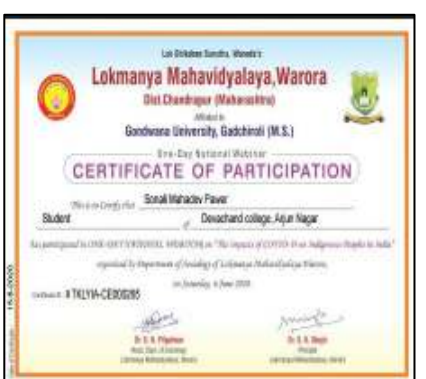 Lok Shikshan Sanstha, Warora's
Lokmanya Mahavidyalaya,Warora
Dist.Chandrapur (Maharashtra)
Affiliated to
Gondwana University, Gadchiroli (M.S.)
One-Day National Webinar
CERTIFICATE OF PARTICIPATION
This is to Certify that Sonali Mahadev Pawar
Student of Devachand college, Arjun Nagar
has participated in ONE-DAY NATIONAL WEBINAR on "The impacts of COVID-19 on Indigenous Peoples in India"
organized by Department of Sociology of Lokmanya Mahavidyalaya Warora,
on Saturday, 6 June 2020
TKLYIA-CE000265
Principal